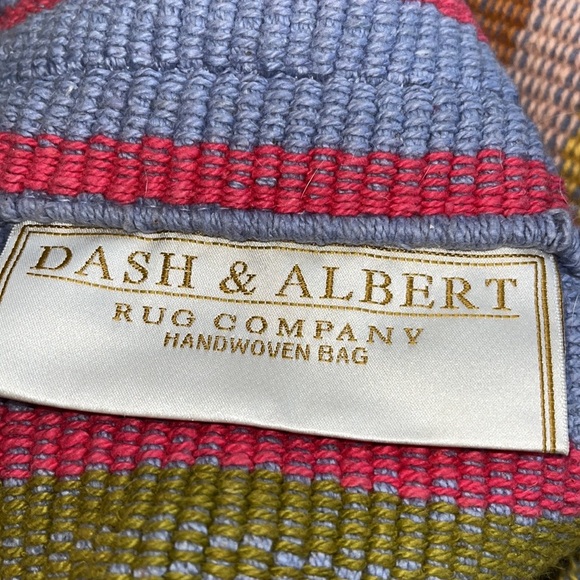 DASH & ALBERT
RUG COMPANY
HANDWOVEN BAG